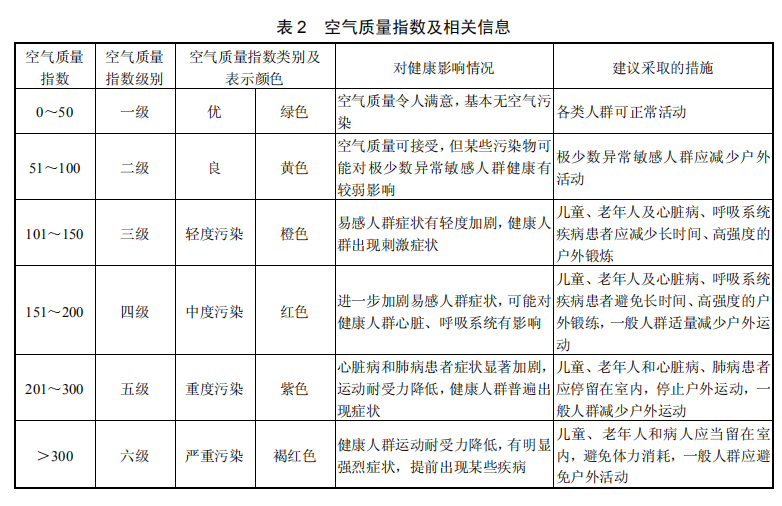 表 2 空气质量指数及相关信息
空气质量
指数
空气质量
指数级别
空气质量指数类别及
表示颜色
对健康影响情况
建议采取的措施
0～50
一级
优
绿色
空气质量令人满意，基本无空气污
染
各类人群可正常活动
51～100
二级
良
黄色
空气质量可接受，但某些污染物可
能对极少数异常敏感人群健康有
较弱影响
极少数异常敏感人群应减少户外
活动
101～150
三级
轻度污染
橙色
易感人群症状有轻度加剧，健康人
群出现刺激症状
儿童、老年人及心脏病、呼吸系统
疾病患者应减少长时间、高强度的
户外锻炼
151～200
四级
中度污染
红色
进一步加剧易感人群症状，可能对
健康人群心脏、呼吸系统有影响
儿童、老年人及心脏病、呼吸系统
疾病患者避免长时间、高强度的户
外锻练，一般人群适量减少户外运
动
201～300
五级
重度污染
紫色
心脏病和肺病患者症状显著加剧，
运动耐受力降低，健康人群普遍出
现症状
儿童、老年人和心脏病、肺病患者
应停留在室内，停止户外运动，一
般人群减少户外运动
＞300
六级
严重污染
褐红色
健康人群运动耐受力降低，有明显
强烈症状，提前出现某些疾病
儿童、老年人和病人应当留在室
内，避免体力消耗，一般人群应避
免户外活动